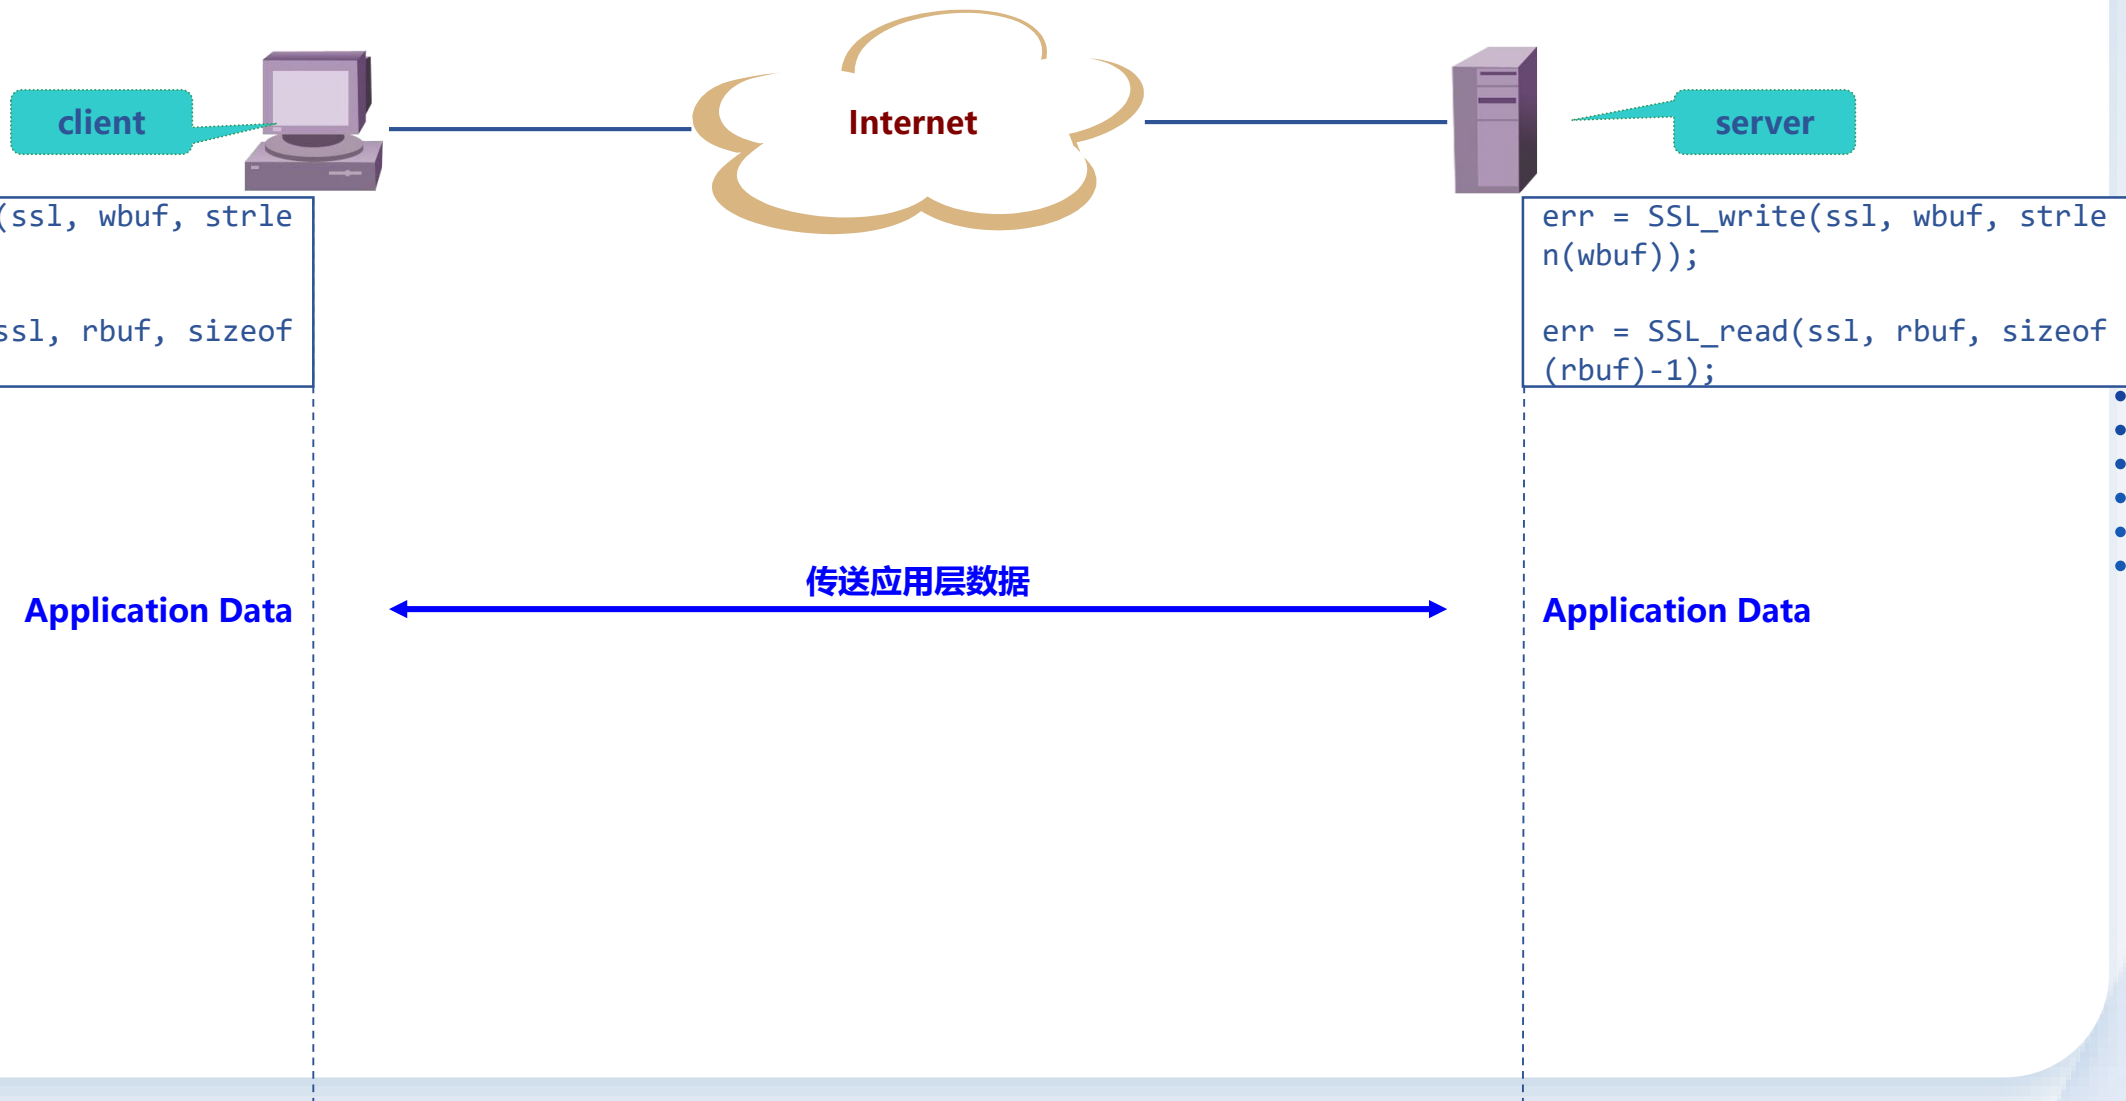 client
Internet
server
(ssl, wbuf, strle
ssl, rbuf, sizeof
err = SSL_write(ssl, wbuf, strle
n(wbuf));
err = SSL_read(ssl, rbuf, sizeof
(rbuf)-1);
传送应用层数据
Application Data
Application Data